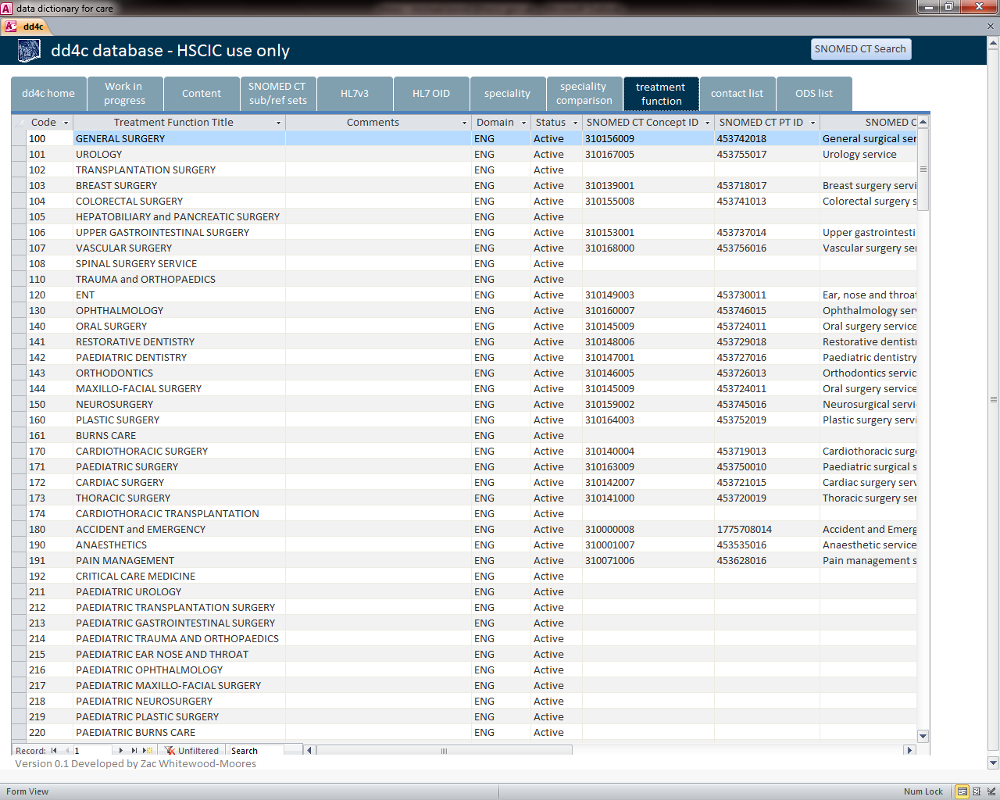 data dictionary for care
dd4c
dd4c database - HSCIC use only
SNOMED CT Search
dd4c home
Work in progress
Content
SNOMED CT sub/ref sets
HL7v3
HL7 OID
speciality
speciality comparison
treatment function
contact list
ODS list
Code Treatment Function Title Comments Domain Status SNOMED CT Concept ID SNOMED CT PT ID SNOMED C
100 GENERAL SURGERY ENG Active 310156009 453742018 General surgical ser
101 UROLOGY ENG Active 310167005 453755017 Urology service
102 TRANSPLANTATION SURGERY ENG Active
103 BREAST SURGERY ENG Active 310139001 453718017 Breast surgery servi
104 COLORECTAL SURGERY ENG Active 310155008 453741013 Colorectal surgery s
105 HEPATOBILIARY and PANCREATIC SURGERY ENG Active
106 UPPER GASTROINTESTINAL SURGERY ENG Active 310153001 453737014 Upper gastrointesti
107 VASCULAR SURGERY ENG Active 310168000 453756016 Vascular surgery ser
108 SPINAL SURGERY SERVICE ENG Active
110 TRAUMA and ORTHOPAEDICS ENG Active
120 ENT ENG Active 310149003 453730011 Ear, nose and throat
130 OPHTHALMOLOGY ENG Active 310160007 453746015 Ophthalmology serv
140 ORAL SURGERY ENG Active 310145009 453724011 Oral surgery service
141 RESTORATIVE DENTISTRY ENG Active 310148006 453729018 Restorative dentistr
142 PAEDIATRIC DENTISTRY ENG Active 310147001 453727016 Paediatric dentistry
143 ORTHODONTICS ENG Active 310146005 453726013 Orthodontics servic
144 MAXILLO-FACIAL SURGERY ENG Active 310145009 453724011 Oral surgery service
150 NEUROSURGERY ENG Active 310159002 453745016 Neurosurgical servi
160 PLASTIC SURGERY ENG Active 310164003 453752019 Plastic surgery servi
161 BURNS CARE ENG Active
170 CARDIOTHORACIC SURGERY ENG Active 310140004 453719013 Cardiothoracic surge
171 PAEDIATRIC SURGERY ENG Active 310163009 453750010 Paediatric surgical s
172 CARDIAC SURGERY ENG Active 310142007 453721015 Cardiac surgery serv
173 THORACIC SURGERY ENG Active 310141000 453720019 Thoracic surgery ser
174 CARDIOTHORACIC TRANSPLANTATION ENG Active
180 ACCIDENT and EMERGENCY ENG Active 310000008 1775708014 Accident and Emerg
190 ANAESTHETICS ENG Active 310001007 453535016 Anaesthetic service
191 PAIN MANAGEMENT ENG Active 310071006 453628016 Pain management s
192 CRITICAL CARE MEDICINE ENG Active
211 PAEDIATRIC UROLOGY ENG Active
212 PAEDIATRIC TRANSPLANTATION SURGERY ENG Active
213 PAEDIATRIC GASTROINTESTINAL SURGERY ENG Active
214 PAEDIATRIC TRAUMA AND ORTHOPAEDICS ENG Active
215 PAEDIATRIC EAR NOSE AND THROAT ENG Active
216 PAEDIATRIC OPHTHALMOLOGY ENG Active
217 PAEDIATRIC MAXILLO-FACIAL SURGERY ENG Active
218 PAEDIATRIC NEUROSURGERY ENG Active
219 PAEDIATRIC PLASTIC SURGERY ENG Active
220 PAEDIATRIC BURNS CARE ENG Active
Record: 1 Unfiltered Search
Version 0.1 Developed by Zac Whitewood-Moores
Form View Num Lock